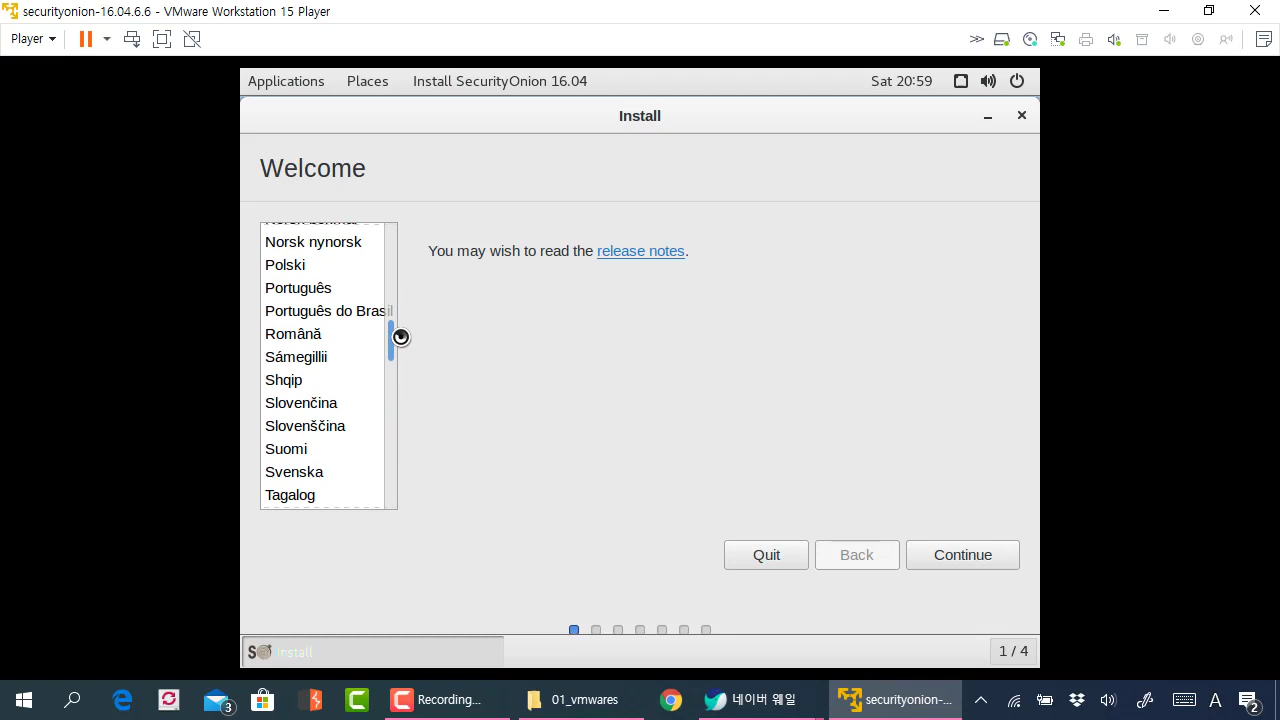 securityonion-16.04.6.6 - VMware Workstation 15 Player
Player
Applications Places Install SecurityOnion 16.04 Sat 20:59
Install
Welcome
Norsk nynorsk
Polski
Português
Português do Brasil
Română
Sámegillii
Shqip
Slovenčina
Slovenščina
Suomi
Svenska
Tagalog
You may wish to read the release notes.
Quit Back Continue
Install 1 / 4
3 Recording... 01_vmwares 네이버 웨일 securityonion-... A 2